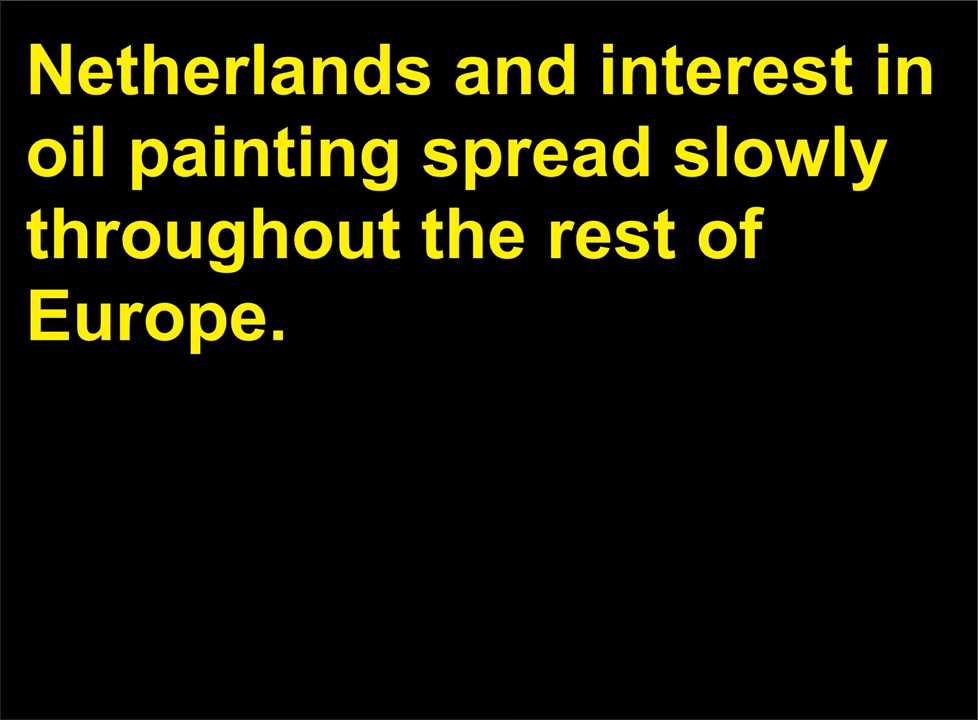 Netherlands and interest in
oil painting spread slowly
throughout the rest of
Europe.